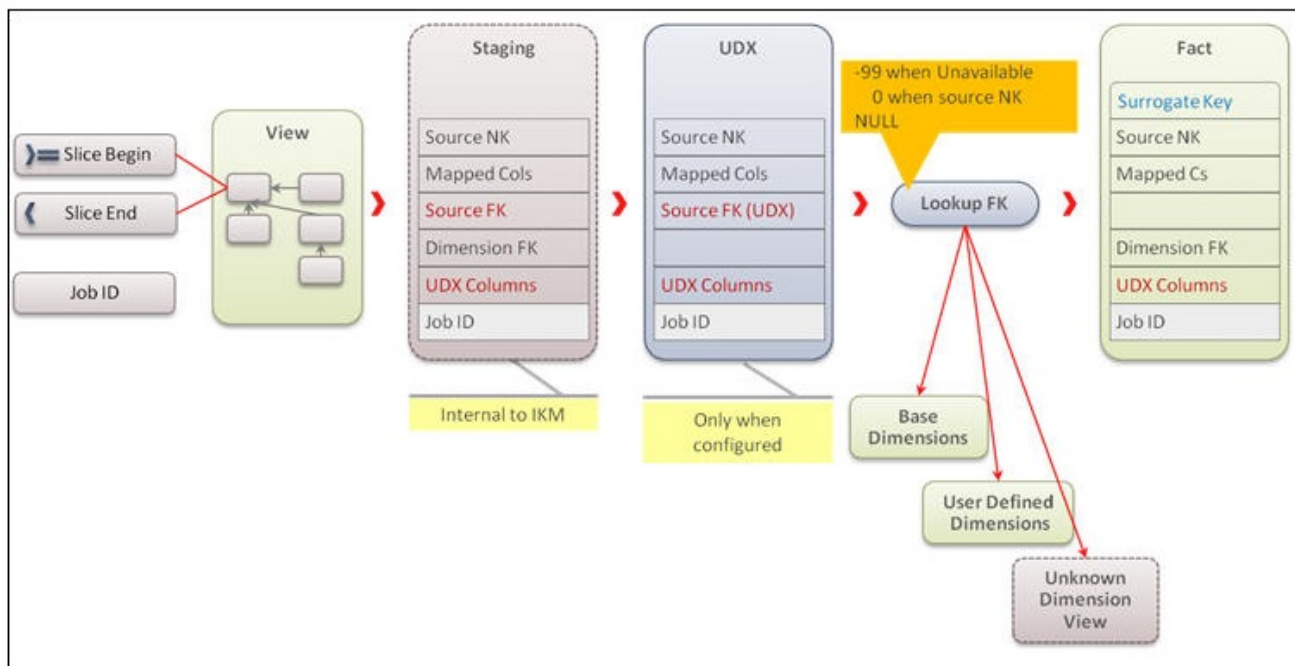 Slice Begin
Slice End
Job ID
View
Staging
Source NK
Mapped Cols
Source FK
Dimension FK
UDX Columns
Job ID
Internal to IKM
UDX
Source NK
Mapped Cols
Source FK (UDX)
UDX Columns
Job ID
Only when
configured
-99 when Unavailable
0 when source NK
NULL
Lookup FK
Base
Dimensions
User Defined
Dimensions
Unknown
Dimension
View
Fact
Surrogate Key
Source NK
Mapped Cs
Dimension FK
UDX Columns
Job ID